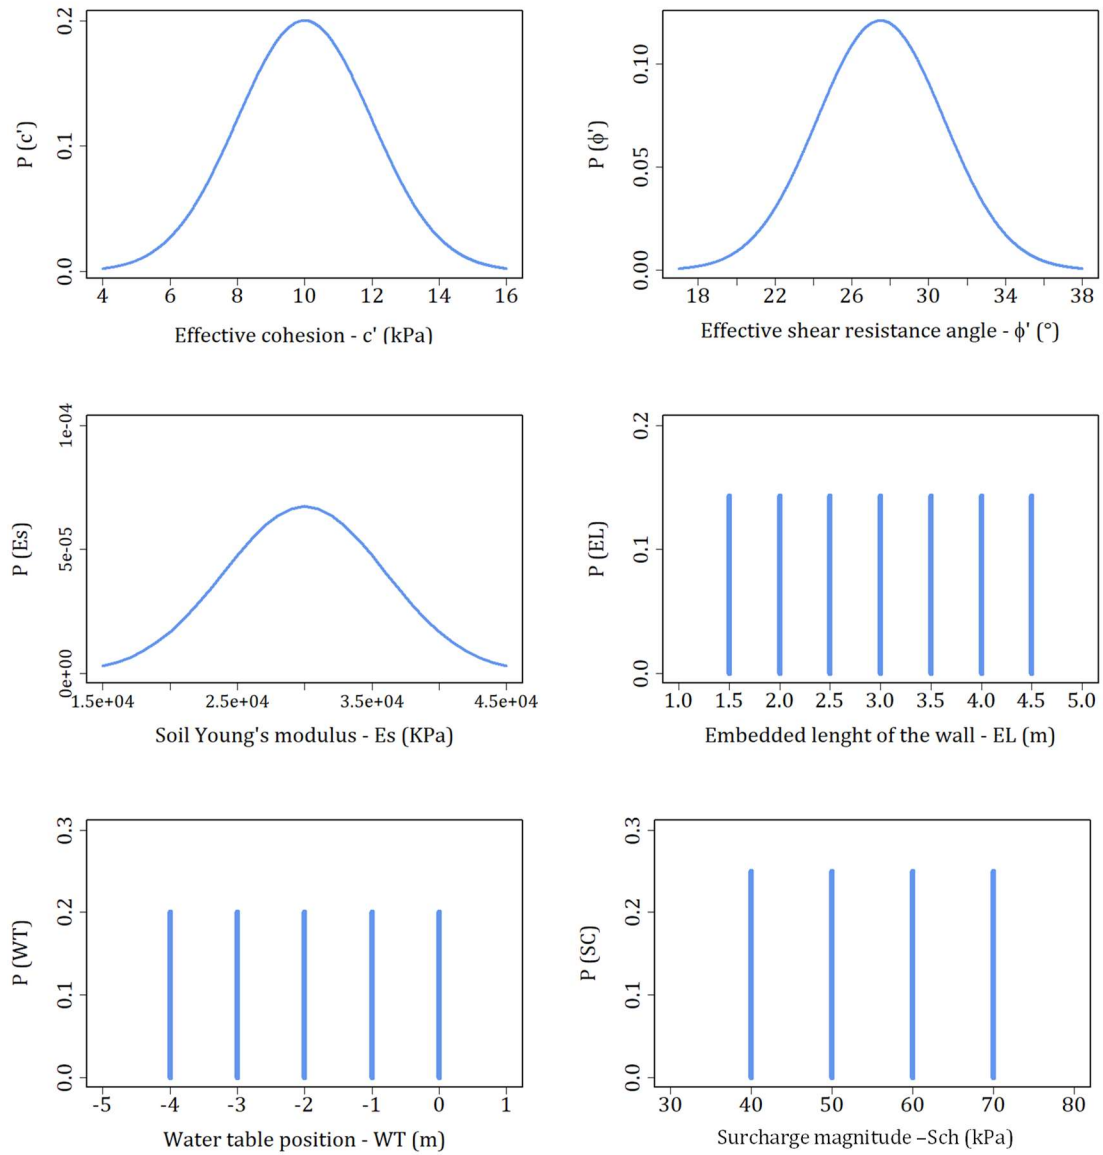 P (c')
0.2
0.1
0.0
4 6 8 10 12 14 16
Effective cohesion - c' (kPa)
P (ϕ')
0.10
0.05
0.00
18 22 26 30 34 38
Effective shear resistance angle - ϕ' (°)
P (Es)
1e-04
5e-05
0e+00
1.5e+04 2.5e+04 3.5e+04 4.5e+04
Soil Young's modulus - Es (KPa)
P (EL)
0.2
0.1
0.0
1.0 1.5 2.0 2.5 3.0 3.5 4.0 4.5 5.0
Embedded lenght of the wall - EL (m)
P (WT)
0.3
0.2
0.1
0.0
-5 -4 -3 -2 -1 0 1
Water table position - WT (m)
P (SC)
0.3
0.2
0.1
0.0
30 40 50 60 70 80
Surcharge magnitude –Sch (kPa)